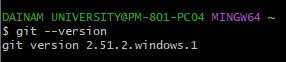 DAINAM UNIVERSITY@PM-801-PC04 MINGW64 ~
$ git --version
git version 2.51.2.windows.1